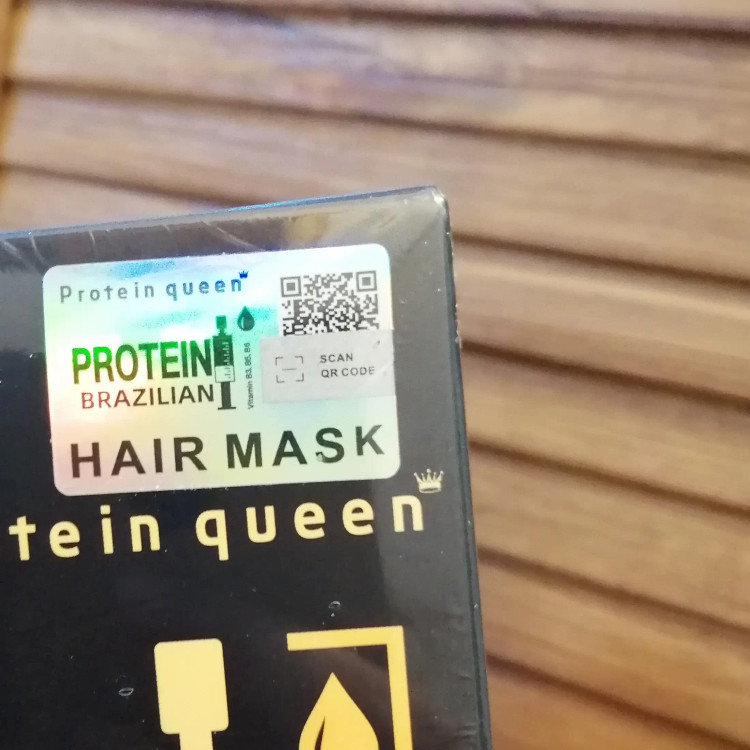 Protein queen
PROTEIN
BRAZILIAN
Vitamin B3, B5, B6
SCAN
QR CODE
HAIR MASK
tein queen